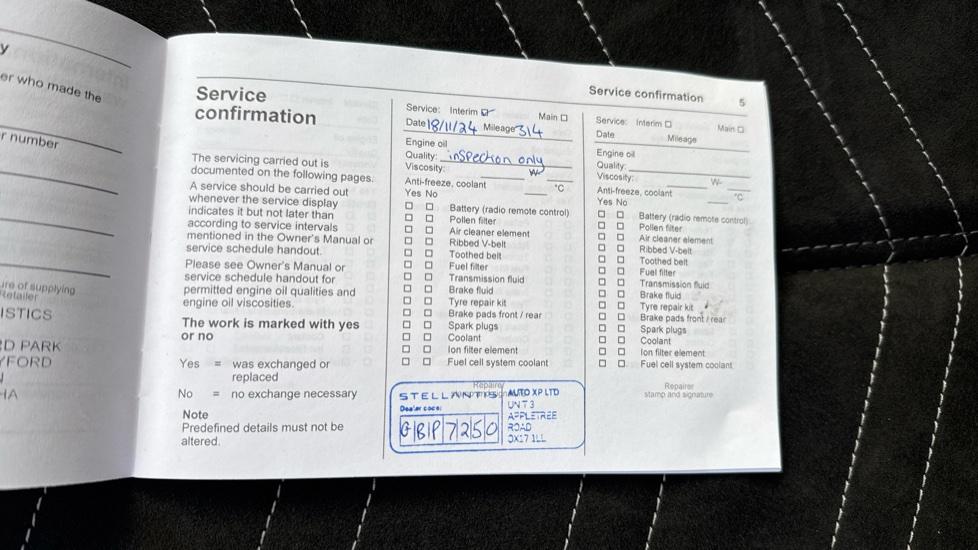 y
er who made the
r number
ure of supplying
Retailer
ISTICS
D PARK
YFORD
HA
Service
confirmation
The servicing carried out is
documented on the following pages.
A service should be carried out
whenever the service display
indicates it but not later than
according to service intervals
mentioned in the Owner's Manual or
service schedule handout.
Please see Owner's Manual or
service schedule handout for
permitted engine oil qualities and
engine oil viscosities.
The work is marked with yes
or no
Yes = was exchanged or
replaced
No = no exchange necessary
Note
Predefined details must not be
altered.
Service confirmation 5
Service: Interim ☑ Main ☐
Date 18/11/24 Mileage 314
Engine oil
Quality: inspection only
Viscosity: W-
Anti-freeze, coolant °C
Yes No
☐ ☐ Battery (radio remote control)
☐ ☐ Pollen filter
☐ ☐ Air cleaner element
☐ ☐ Ribbed V-belt
☐ ☐ Toothed belt
☐ ☐ Fuel filter
☐ ☐ Transmission fluid
☐ ☐ Brake fluid
☐ ☐ Tyre repair kit
☐ ☐ Brake pads front / rear
☐ ☐ Spark plugs
☐ ☐ Coolant
☐ ☐ Ion filter element
☐ ☐ Fuel cell system coolant
Repairer
STELLANTIS
Dealer code:
GBP7250
AUTO XP LTD
UNIT 3
APPLETREE
ROAD
OX17 1LL
Service: Interim ☐ Main ☐
Date Mileage
Engine oil
Quality:
Viscosity: W-
Anti-freeze, coolant °C
Yes No
☐ ☐ Battery (radio remote control)
☐ ☐ Pollen filter
☐ ☐ Air cleaner element
☐ ☐ Ribbed V-belt
☐ ☐ Toothed belt
☐ ☐ Fuel filter
☐ ☐ Transmission fluid
☐ ☐ Brake fluid
☐ ☐ Tyre repair kit
☐ ☐ Brake pads front / rear
☐ ☐ Spark plugs
☐ ☐ Coolant
☐ ☐ Ion filter element
☐ ☐ Fuel cell system coolant
Repairer
stamp and signature